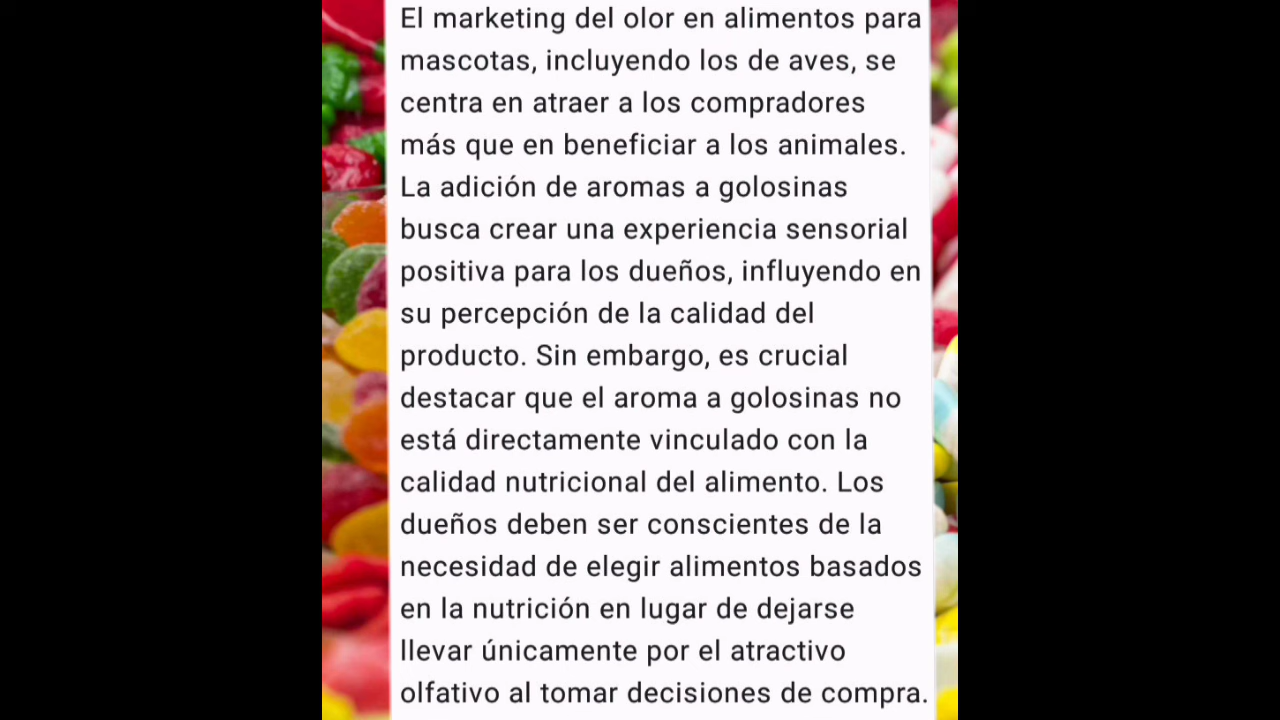 El marketing del olor en alimentos para
mascotas, incluyendo los de aves, se
centra en atraer a los compradores
más que en beneficiar a los animales.
La adición de aromas a golosinas
busca crear una experiencia sensorial
positiva para los dueños, influyendo en
su percepción de la calidad del
producto. Sin embargo, es crucial
destacar que el aroma a golosinas no
está directamente vinculado con la
calidad nutricional del alimento. Los
dueños deben ser conscientes de la
necesidad de elegir alimentos basados
en la nutrición en lugar de dejarse
llevar únicamente por el atractivo
olfativo al tomar decisiones de compra.